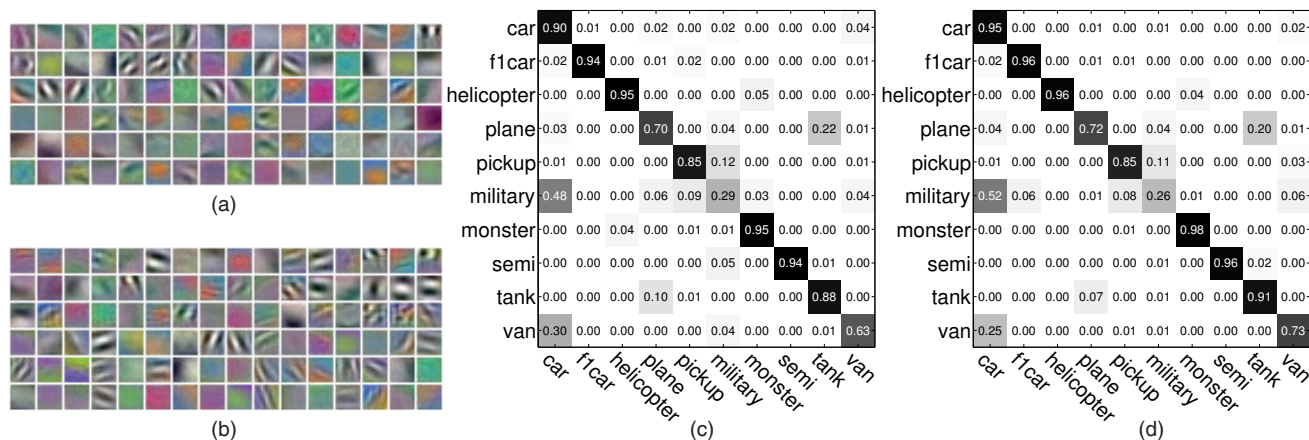 (a)
(b)
car 0.90 0.01 0.00 0.02 0.00 0.02 0.00 0.00 0.00 0.04
f1car 0.02 0.94 0.00 0.01 0.02 0.00 0.00 0.00 0.00 0.01
helicopter 0.00 0.00 0.95 0.00 0.00 0.00 0.05 0.00 0.00 0.00
plane 0.03 0.00 0.00 0.70 0.00 0.04 0.00 0.00 0.22 0.01
pickup 0.01 0.00 0.00 0.00 0.85 0.12 0.00 0.00 0.00 0.01
military 0.48 0.00 0.00 0.06 0.09 0.29 0.03 0.00 0.00 0.04
monster 0.00 0.00 0.04 0.00 0.01 0.01 0.95 0.00 0.00 0.00
semi 0.00 0.00 0.00 0.00 0.00 0.05 0.00 0.94 0.01 0.00
tank 0.00 0.00 0.00 0.10 0.01 0.00 0.00 0.00 0.88 0.00
van 0.30 0.00 0.00 0.00 0.00 0.04 0.00 0.00 0.01 0.63
car f1car helicopter plane pickup military monster semi tank van
(c)
0.95 0.00 0.00 0.01 0.00 0.01 0.00 0.00 0.00 0.02
f1car 0.02 0.96 0.00 0.01 0.01 0.00 0.00 0.00 0.00 0.01
helicopter 0.00 0.00 0.96 0.00 0.00 0.00 0.04 0.00 0.00 0.00
plane 0.04 0.00 0.00 0.72 0.00 0.04 0.00 0.00 0.20 0.01
pickup 0.01 0.00 0.00 0.00 0.85 0.11 0.00 0.00 0.00 0.03
military 0.52 0.06 0.00 0.01 0.08 0.26 0.01 0.00 0.00 0.06
monster 0.00 0.00 0.00 0.00 0.01 0.00 0.98 0.00 0.00 0.00
semi 0.00 0.00 0.00 0.00 0.00 0.01 0.00 0.96 0.02 0.00
tank 0.00 0.00 0.00 0.07 0.00 0.01 0.00 0.00 0.91 0.00
van 0.25 0.00 0.00 0.00 0.01 0.01 0.00 0.00 0.00 0.73
car f1car helicopter plane pickup military monster semi tank van
(d)